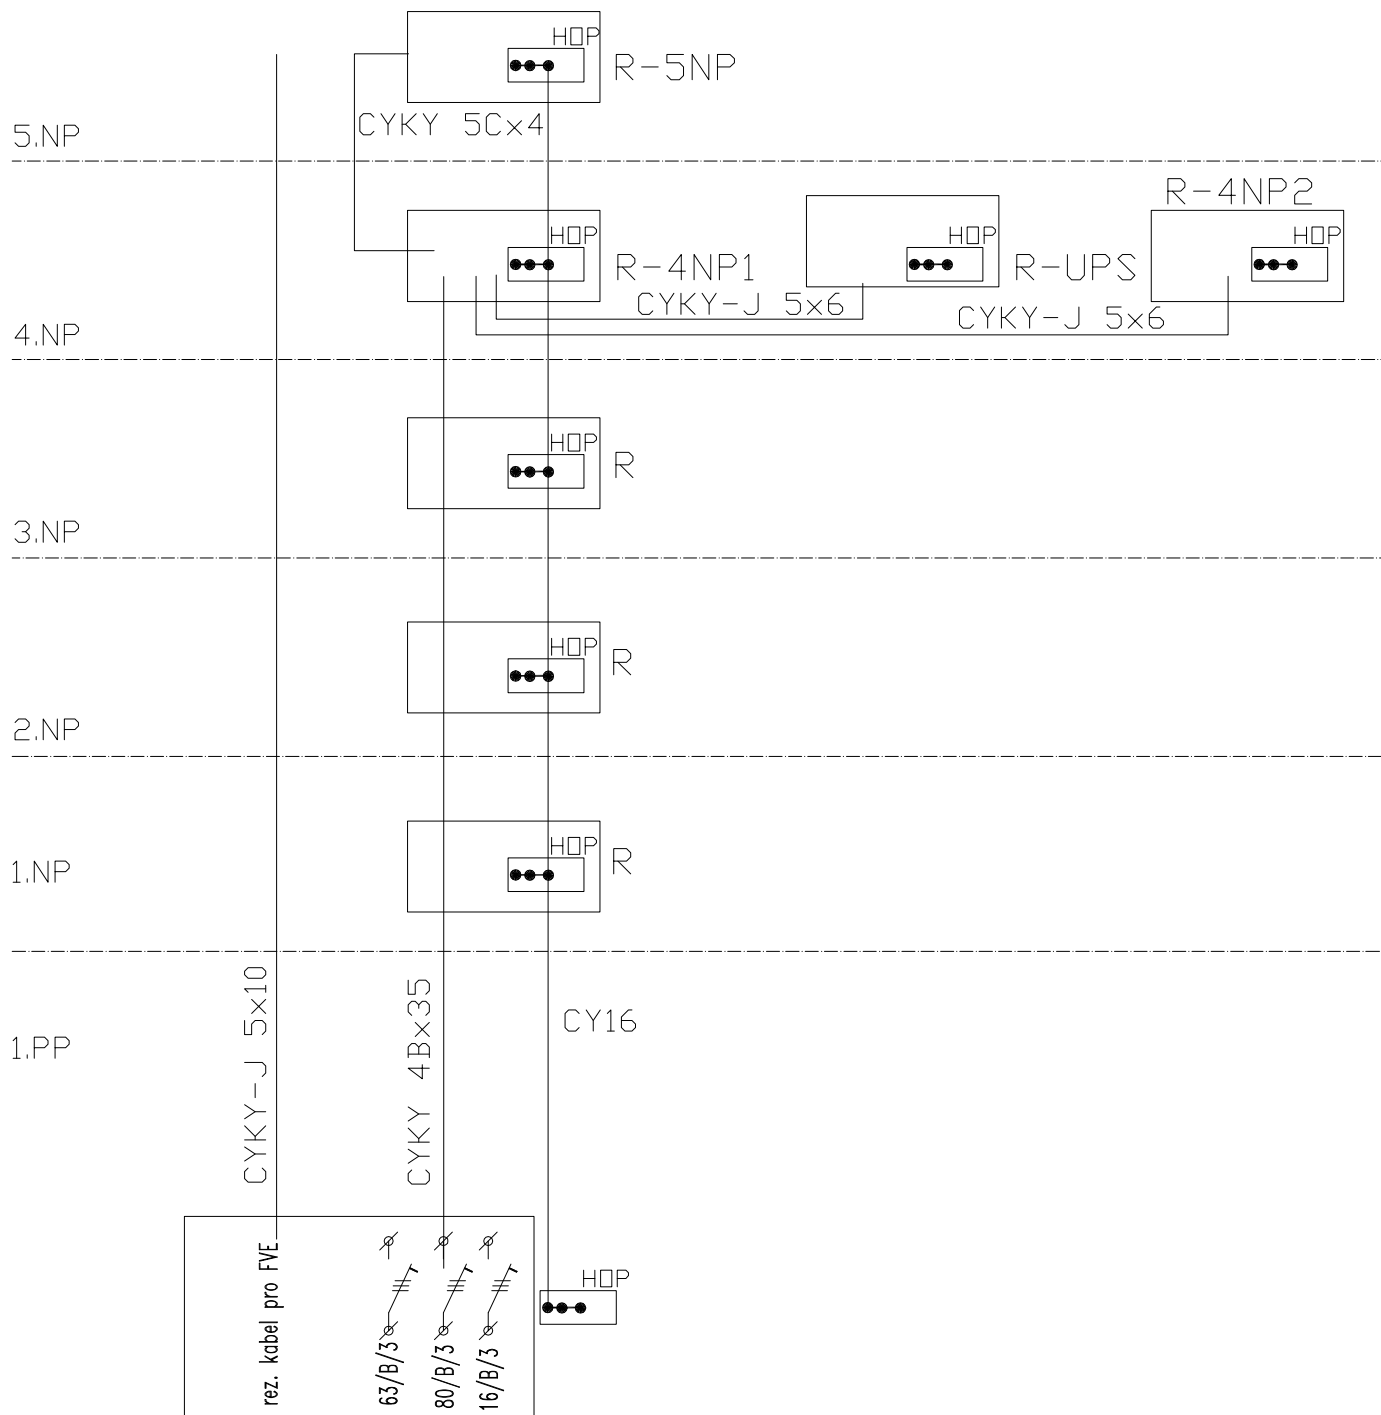 HOP
R-5NP
CYKY 5Cx4
5.NP
R-4NP2
HOP
HOP
HOP
R-4NP1
R-UPS
CYKY-J 5x6
CYKY-J 5x6
4.NP
HOP
R
3.NP
HOP
R
2.NP
HOP
R
1.NP
CYKY-J 5x10
CYKY 4Bx35
CY16
1.PP
rez. kabel pro FVE
63/B/3
80/B/3
16/B/3
HOP